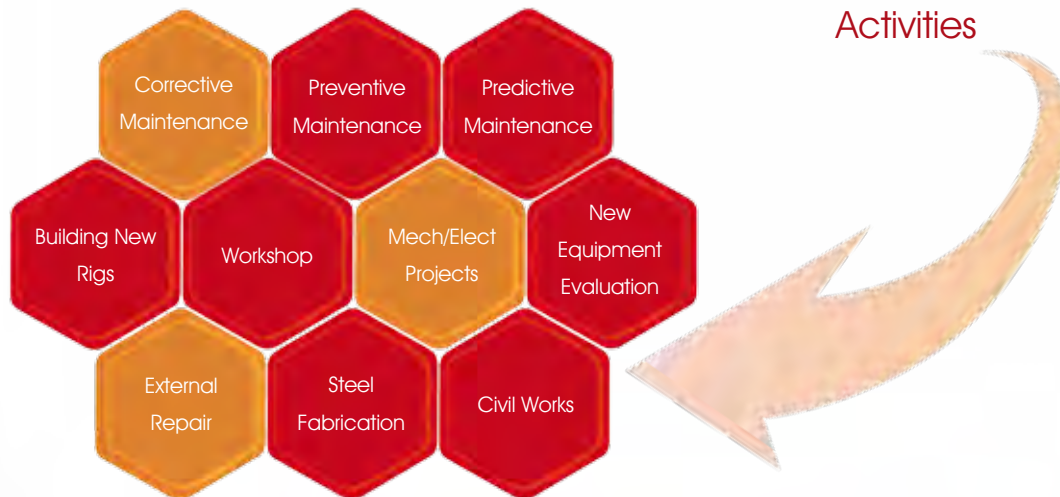 Activities
Corrective
Maintenance
Preventive
Maintenance
Predictive
Maintenance
Building New
Rigs
Workshop
Mech/Elect
Projects
New
Equipment
Evaluation
External
Repair
Steel
Fabrication
Civil Works